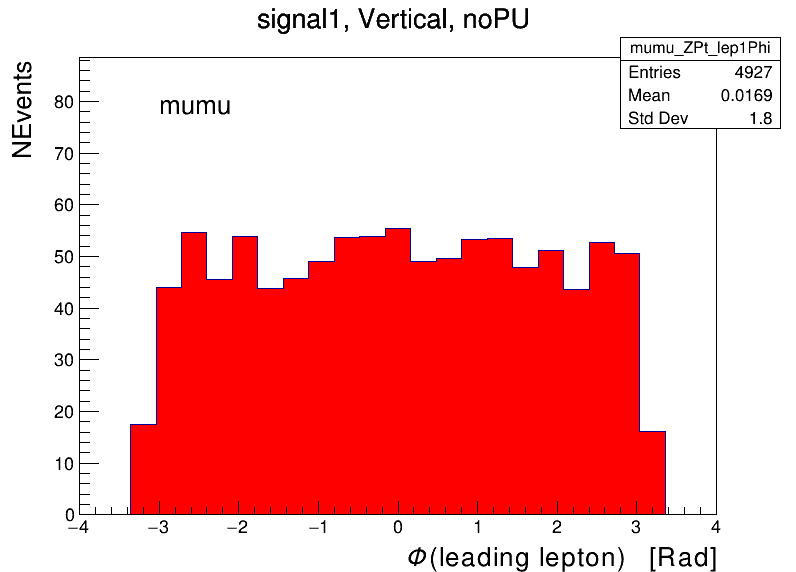 signal1, Vertical, noPU
mumu_ZPt_lep1Phi
Entries 4927
Mean 0.0169
Std Dev 1.8
NEvents
mumu
80
70
60
50
40
30
20
10
0
−4 −3 −2 −1 0 1 2 3 4
Φ(leading lepton) [Rad]